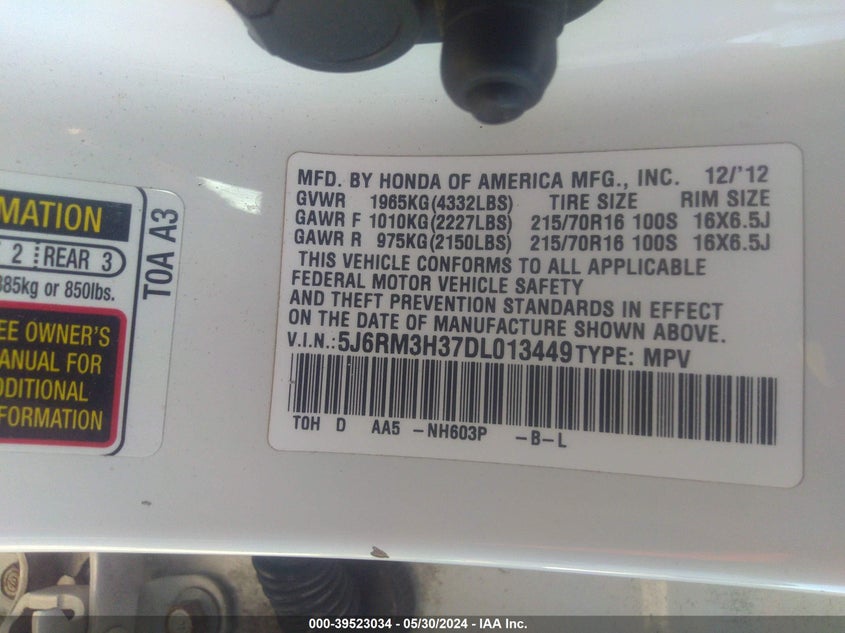 MATION
2 REAR 3
385kg or 850lbs.
EE OWNER'S
ANUAL FOR
DDITIONAL
FORMATION
T0A A3
MFD. BY HONDA OF AMERICA MFG., INC. 12/'12
GVWR 1965KG(4332LBS) TIRE SIZE RIM SIZE
GAWR F 1010KG(2227LBS) 215/70R16 100S 16X6.5J
GAWR R 975KG(2150LBS) 215/70R16 100S 16X6.5J
THIS VEHICLE CONFORMS TO ALL APPLICABLE
FEDERAL MOTOR VEHICLE SAFETY
AND THEFT PREVENTION STANDARDS IN EFFECT
ON THE DATE OF MANUFACTURE SHOWN ABOVE.
V.I.N.:5J6RM3H37DL013449 TYPE: MPV
T0H D AA5 -NH603P -B-L
000-39523034 - 05/30/2024 - IAA Inc.